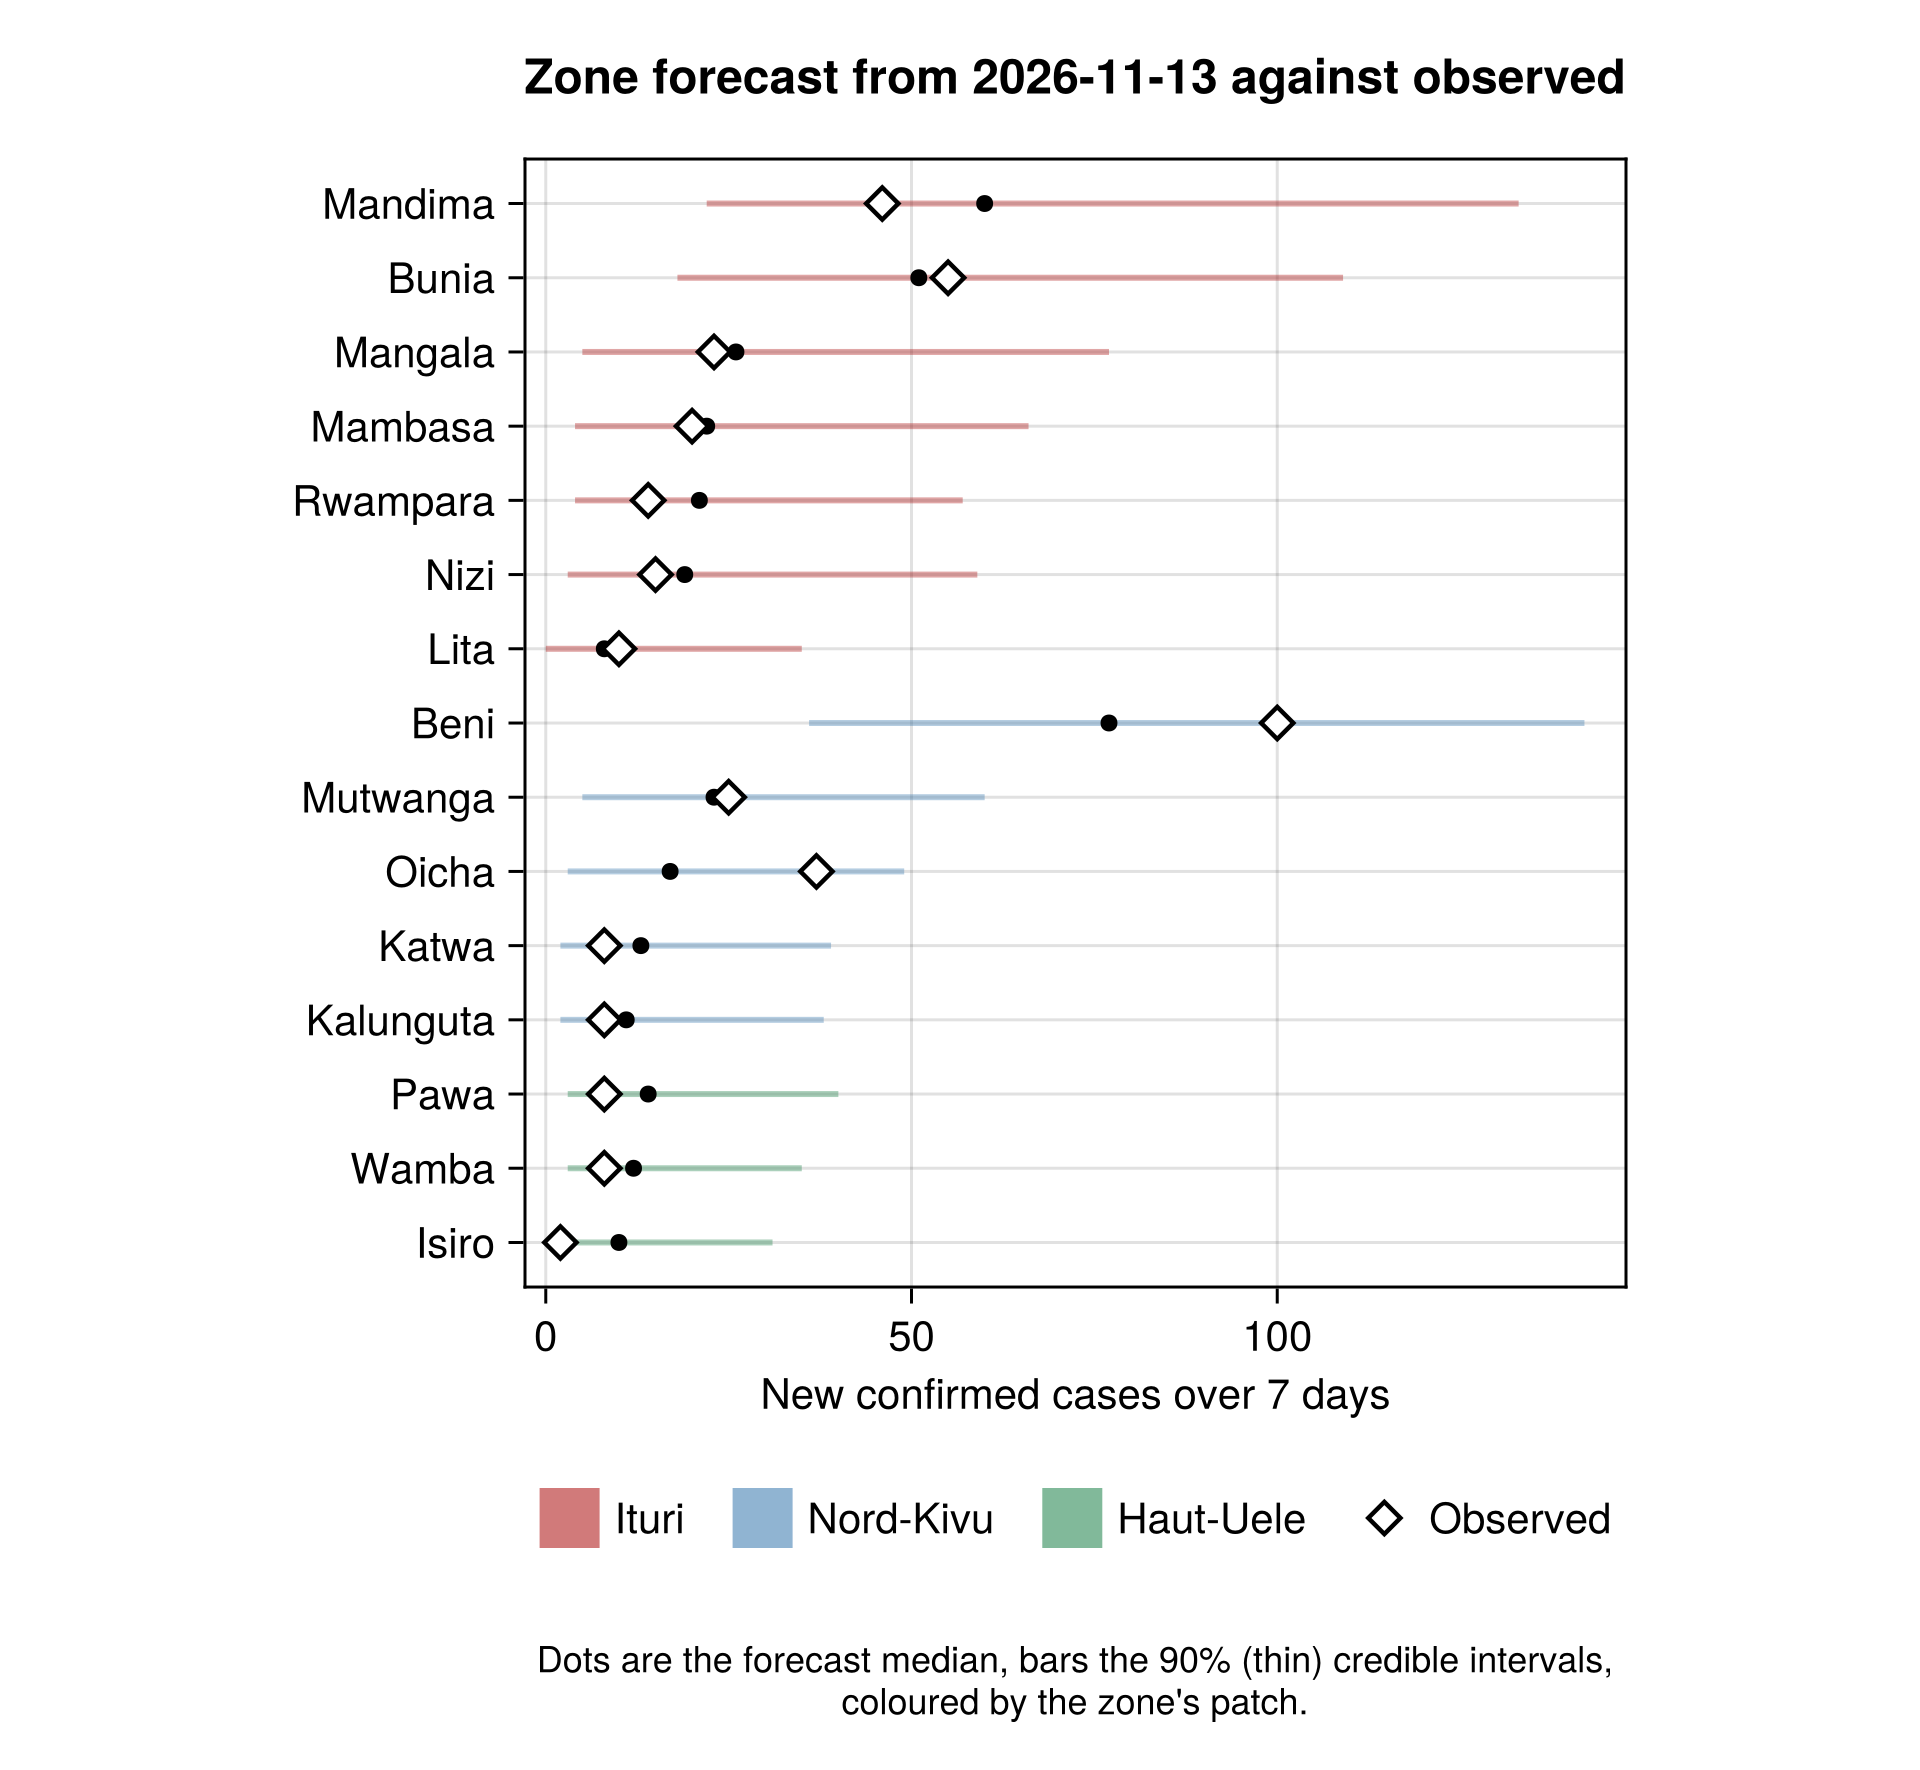 Zone forecast from 2026-11-13 against observed
Mandima
Bunia
Mangala
Mambasa
Rwampara
Nizi
Lita
Beni
Mutwanga
Oicha
Katwa
Kalunguta
Pawa
Wamba
Isiro
0 50 100
New confirmed cases over 7 days
Ituri Nord-Kivu Haut-Uele Observed
Dots are the forecast median, bars the 90% (thin) credible intervals,
coloured by the zone's patch.